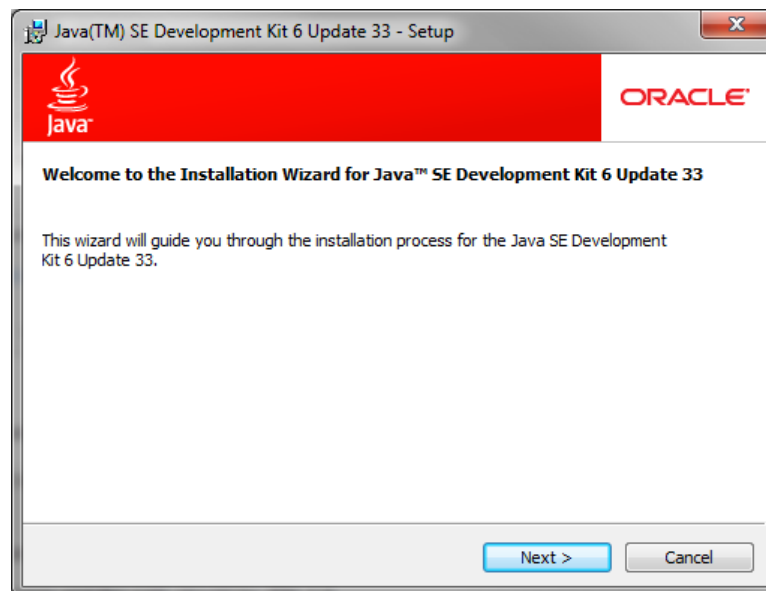 Java(TM) SE Development Kit 6 Update 33 - Setup
X
Java™
ORACLE®
Welcome to the Installation Wizard for Java™ SE Development Kit 6 Update 33
This wizard will guide you through the installation process for the Java SE Development
Kit 6 Update 33.
Next >
Cancel